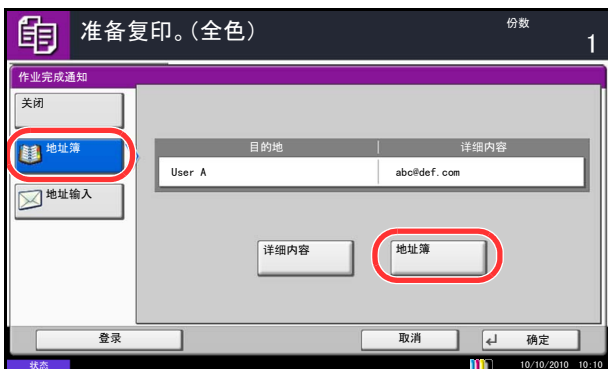 准备复印。(全色)
份数
1
作业完成通知
关闭
地址簿
地址输入
目的地 详细内容
User A abc@def.com
详细内容
地址簿
登录
取消
确定
状态
10/10/2010 10:10